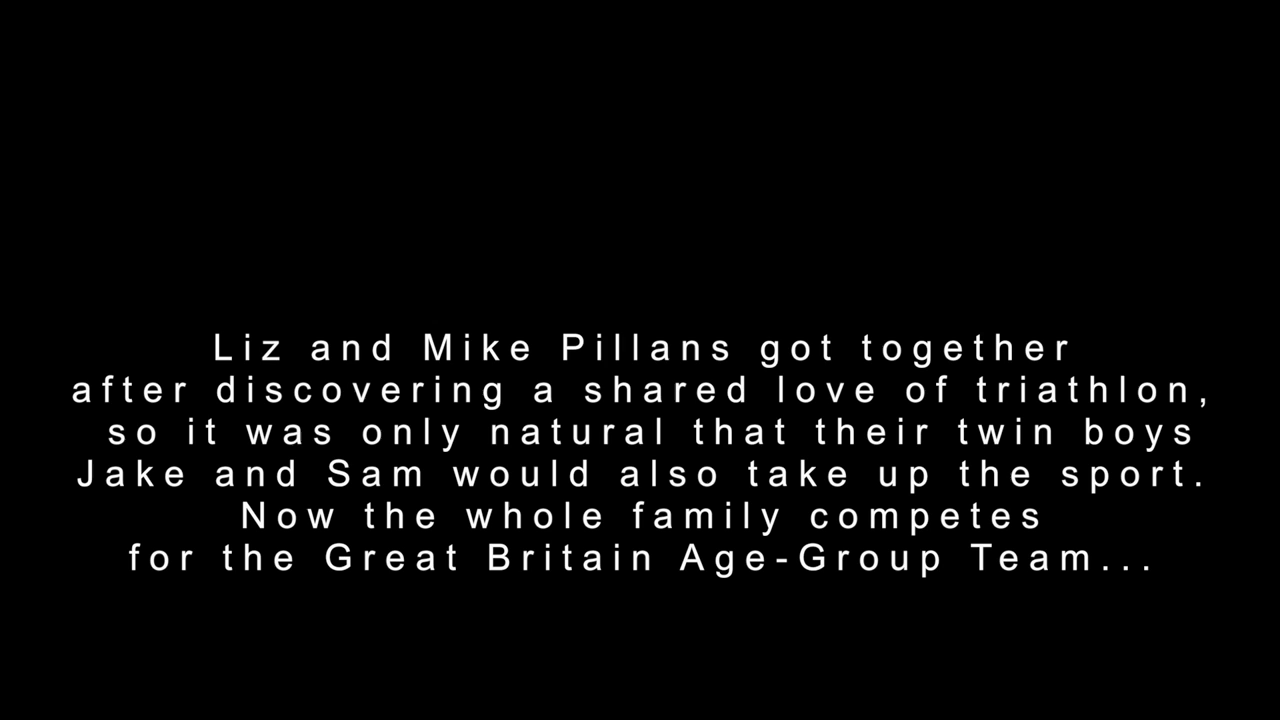 Liz and Mike Pillans got together
after discovering a shared love of triathlon,
so it was only natural that their twin boys
Jake and Sam would also take up the sport.
Now the whole family competes
for the Great Britain Age-Group Team...